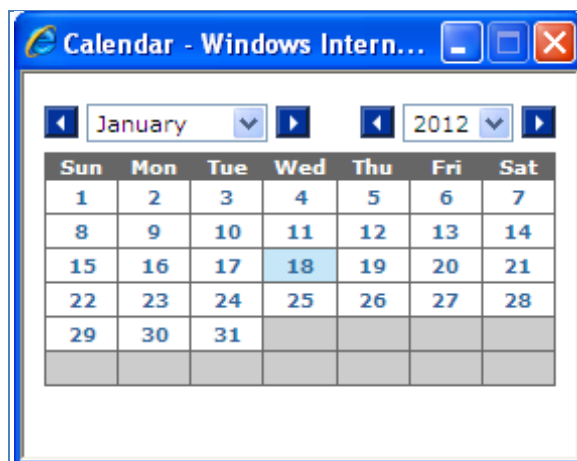 Calendar - Windows Intern...
January 2012
Sun Mon Tue Wed Thu Fri Sat
1 2 3 4 5 6 7
8 9 10 11 12 13 14
15 16 17 18 19 20 21
22 23 24 25 26 27 28
29 30 31